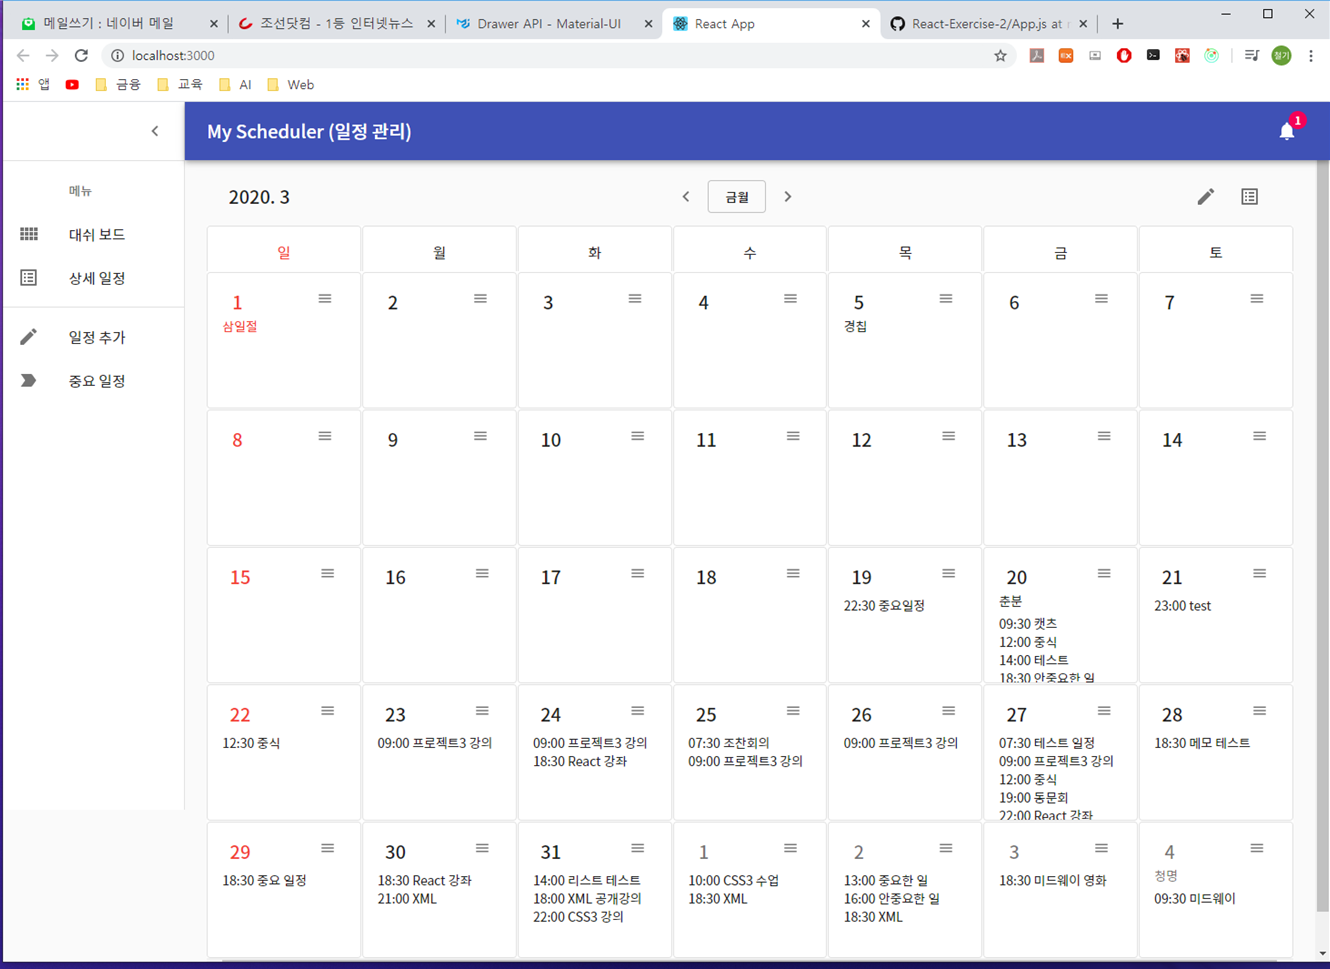 메일쓰기 : 네이버 메일
조선닷컴 - 1등 인터넷뉴스
Drawer API - Material-UI
React App
React-Exercise-2/App.js at
localhost:3000
앱
금융
교육
AI
Web
My Scheduler (일정 관리)
1
메뉴
대쉬 보드
상세 일정
일정 추가
중요 일정
2020. 3
금월
일 월 화 수 목 금 토
1 2 3 4 5 6 7
삼일절 경칩
8 9 10 11 12 13 14
15 16 17 18 19 20 21
춘분
22:30 중요일정 23:00 test
09:30 캣츠
12:00 중식
14:00 테스트
18:30 안중요한 일
22 23 24 25 26 27 28
12:30 중식 09:00 프로젝트3 강의 09:00 프로젝트3 강의 07:30 조찬회의 09:00 프로젝트3 강의 07:30 테스트 일정 18:30 메모 테스트
18:30 React 강좌 09:00 프로젝트3 강의 09:00 프로젝트3 강의
12:00 중식
19:00 동문회
22:00 React 강좌
29 30 31 1 2 3 4
청명
18:30 중요 일정 18:30 React 강좌 14:00 리스트 테스트 10:00 CSS3 수업 13:00 중요한 일 18:30 미드웨이 영화
21:00 XML 18:00 XML 공개강의 18:30 XML 16:00 안중요한 일 09:30 미드웨이
22:00 CSS3 강의 18:30 XML